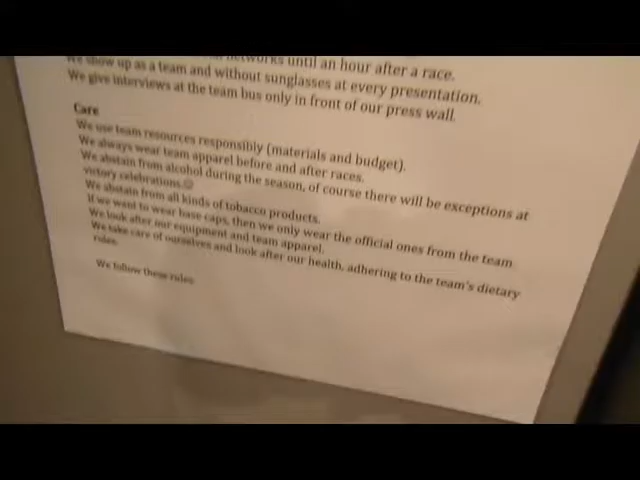 networks until an hour after a race.
We show up as a team and without sunglasses at every presentation.
We give interviews at the team bus only in front of our press wall.
Care
We use team resources responsibly (materials and budget).
We always wear team apparel before and after races.
We abstain from alcohol during the season, of course there will be exceptions at
victory celebrations.☺
We abstain from all kinds of tobacco products.
If we want to wear base caps, then we only wear the official ones from the team
We look after our equipment and team apparel.
We take care of ourselves and look after our health, adhering to the team's dietary
rules.
We follow these rules